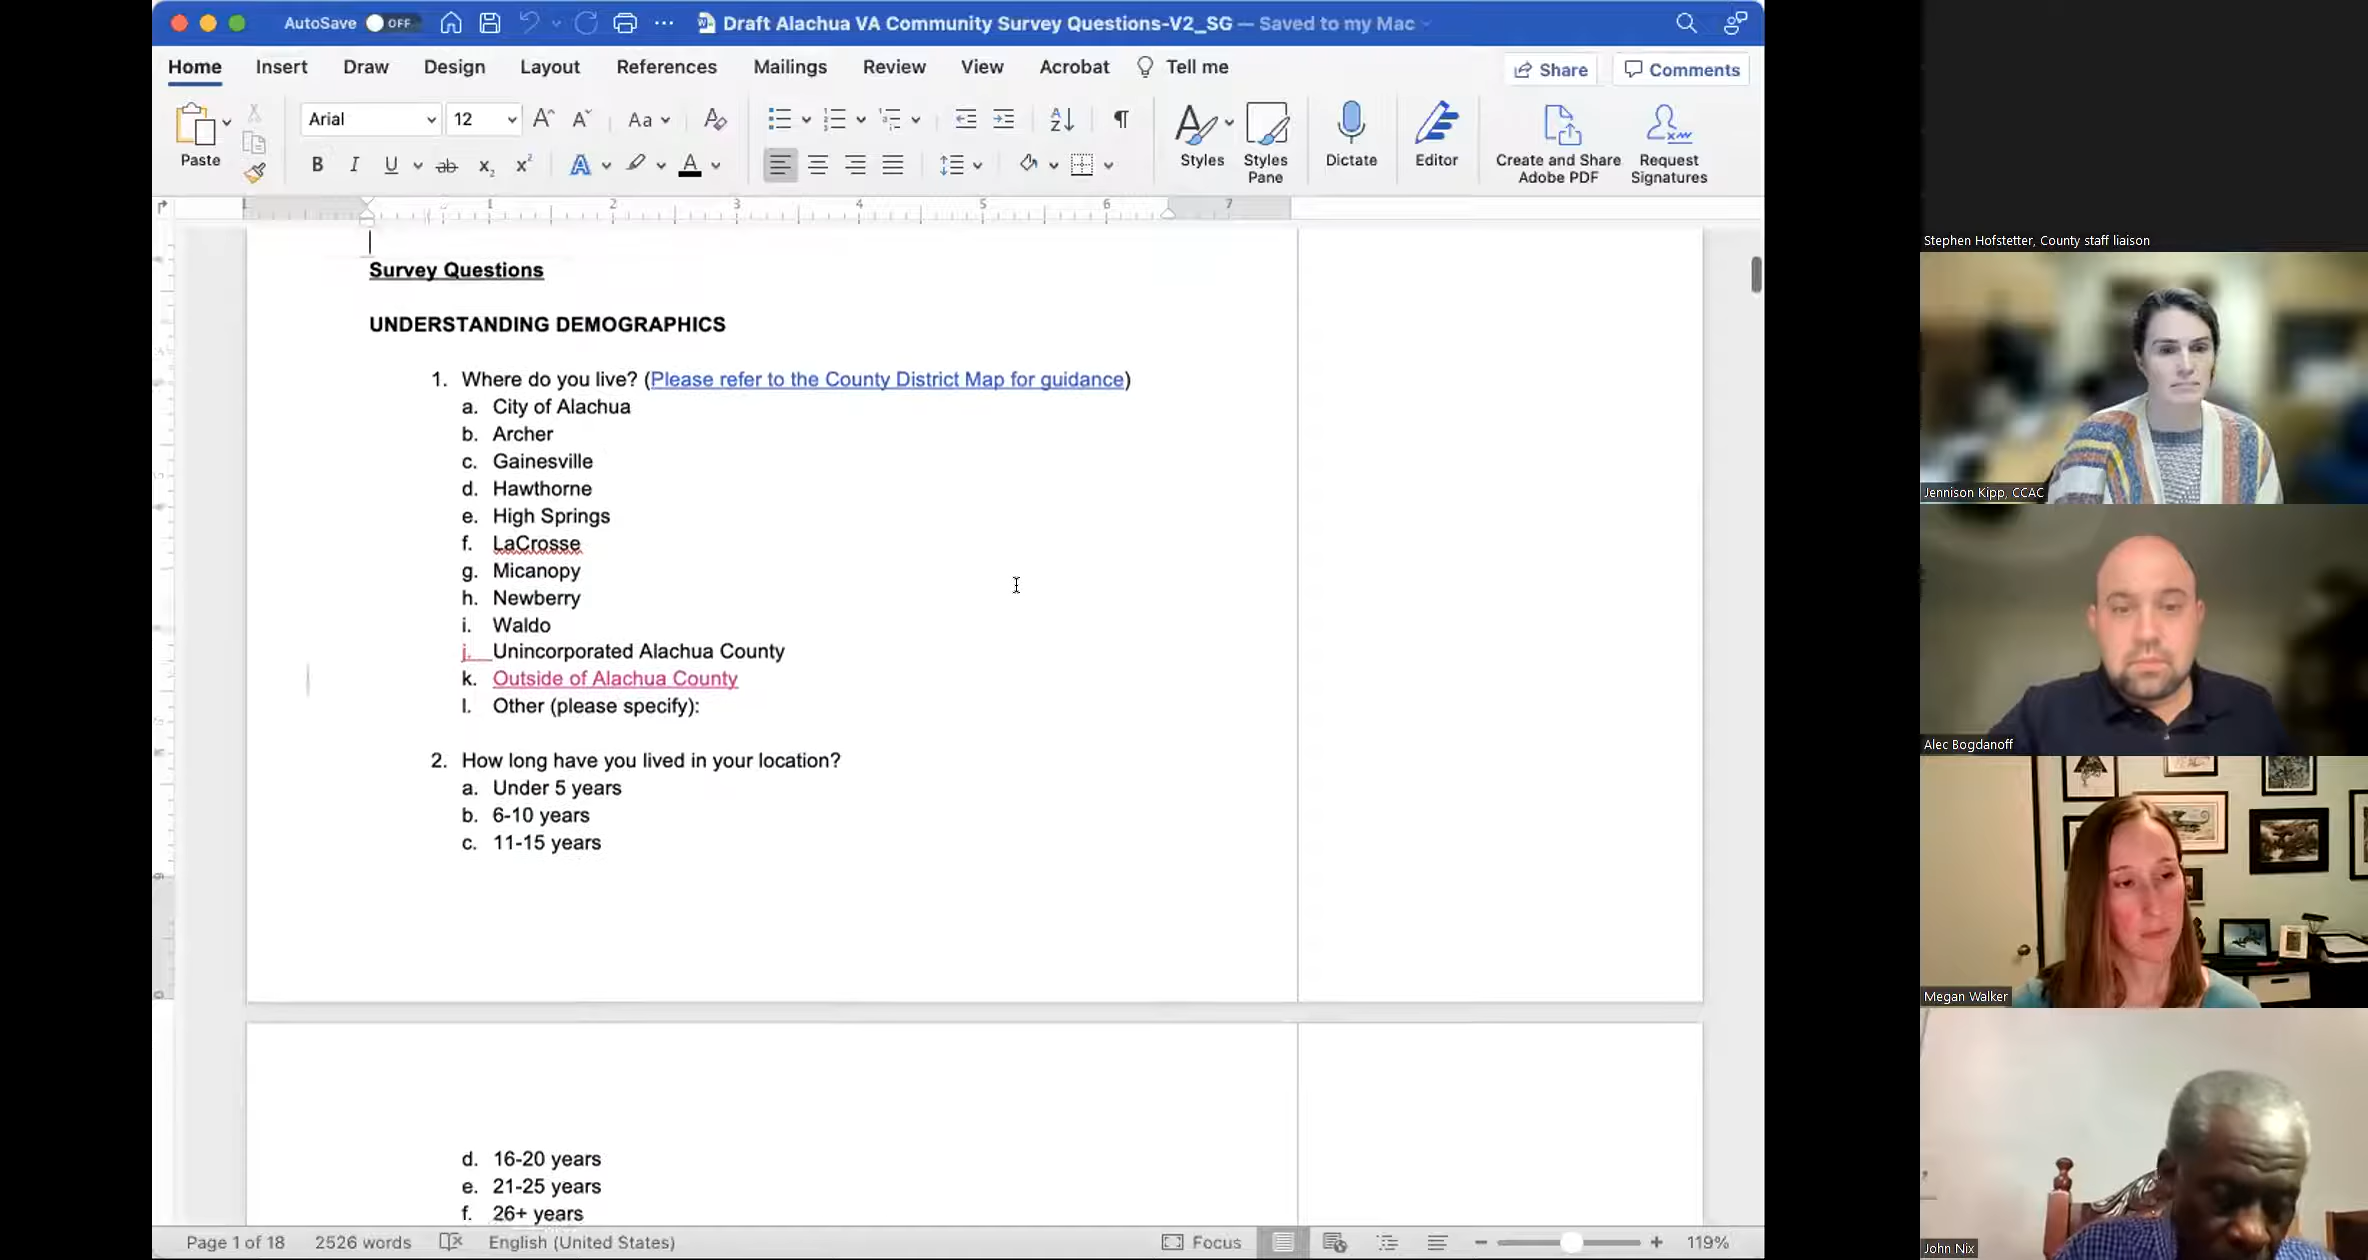 AutoSave OFF
Draft Alachua VA Community Survey Questions-V2_SG — Saved to my Mac
Home Insert Draw Design Layout References Mailings Review View Acrobat Tell me
Share Comments
Arial 12
Paste
Styles
Styles Pane
Dictate
Editor
Create and Share Adobe PDF
Request Signatures
1 2 3 4 5 6 7
Survey Questions
UNDERSTANDING DEMOGRAPHICS
1. Where do you live? (Please refer to the County District Map for guidance)
a. City of Alachua
b. Archer
c. Gainesville
d. Hawthorne
e. High Springs
f. LaCrosse
g. Micanopy
h. Newberry
i. Waldo
j. Unincorporated Alachua County
k. Outside of Alachua County
l. Other (please specify):
2. How long have you lived in your location?
a. Under 5 years
b. 6-10 years
c. 11-15 years
d. 16-20 years
e. 21-25 years
f. 26+ years
Page 1 of 18 2526 words English (United States) Focus 119%
Stephen Hofstetter, County staff liaison
Jennison Kipp, CCAC
Alec Bogdanoff
Megan Walker
John Nix